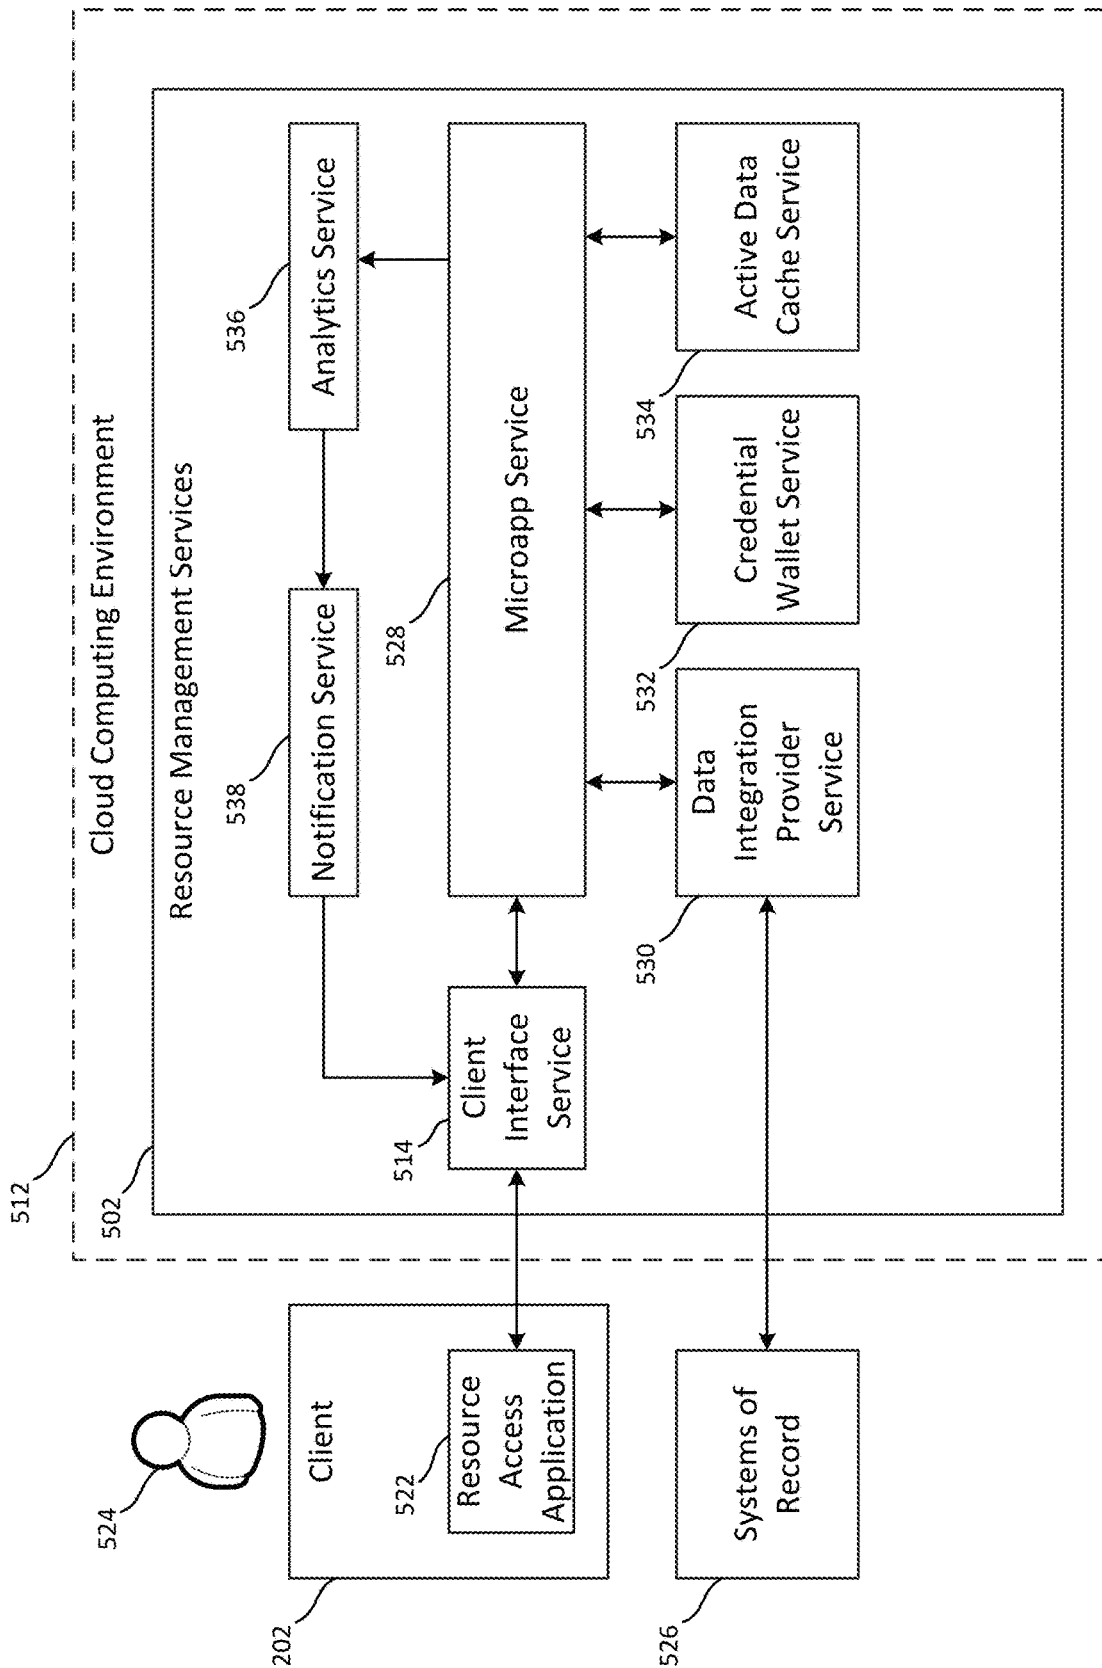 512
Cloud Computing Environment
502
Resource Management Services
524
Client
202
522
Resource
Access
Application
514
Client
Interface
Service
538
Notification Service
536
Analytics Service
528
Microapp Service
526
Systems of
Record
530
Data
Integration
Provider
Service
532
Credential
Wallet Service
534
Active Data
Cache Service